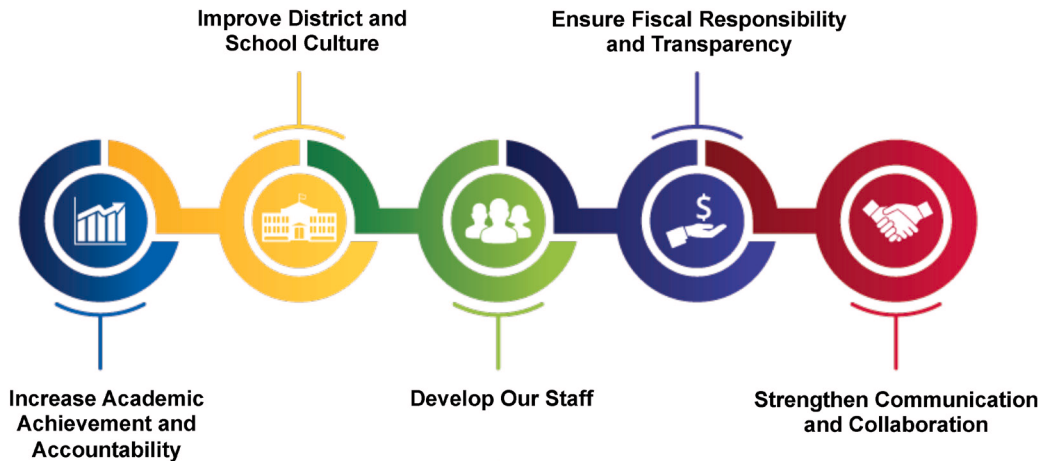 Improve District and
School Culture
Ensure Fiscal Responsibility
and Transparency
$
Increase Academic
Achievement and
Accountability
Develop Our Staff
Strengthen Communication
and Collaboration